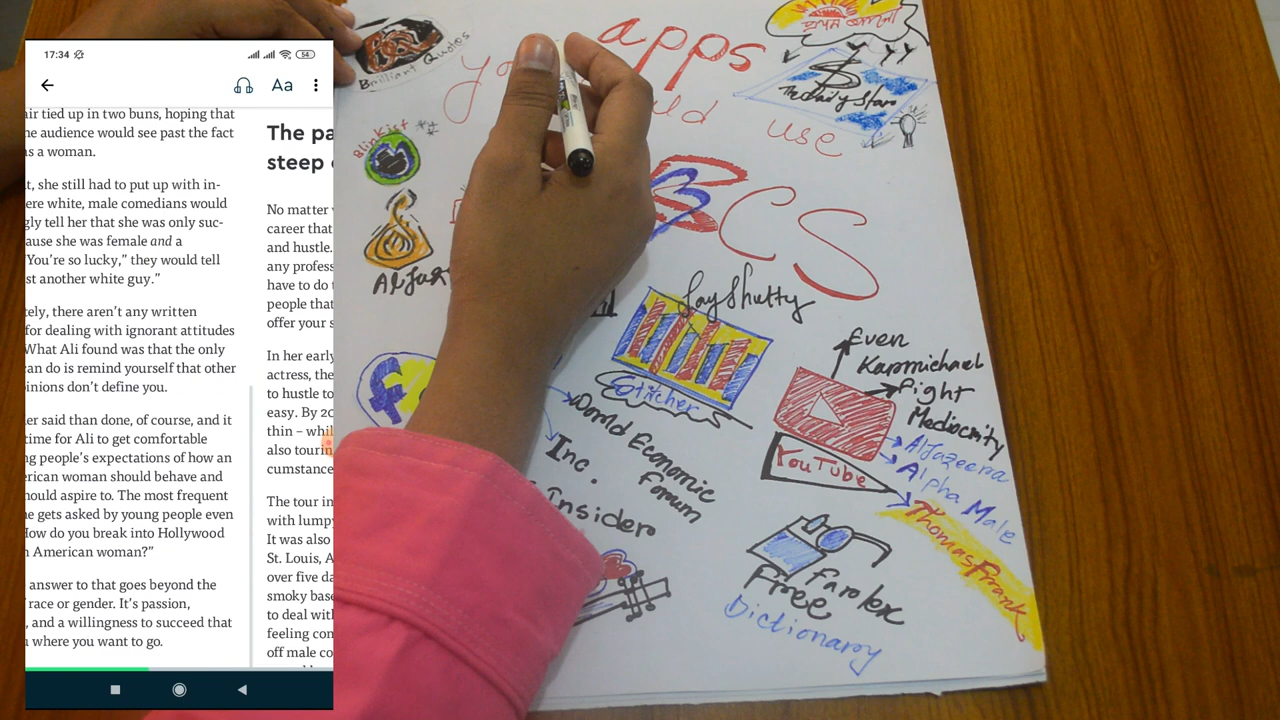 17:34
54
Aa
air tied up in two buns, hoping that
he audience would see past the fact
as a woman.
t, she still had to put up with in-
ere white, male comedians would
gly tell her that she was only suc-
ause she was female and a
"You're so lucky," they would tell
st another white guy."
tely, there aren't any written
for dealing with ignorant attitudes
What Ali found was that the only
can do is remind yourself that other
pinions don't define you.
er said than done, of course, and it
time for Ali to get comfortable
ng people's expectations of how an
erican woman should behave and
hould aspire to. The most frequent
he gets asked by young people even
How do you break into Hollywood
n American woman?"
answer to that goes beyond the
race or gender. It's passion,
, and a willingness to succeed that
u where you want to go.
The pa
steep
No matter
career that
and hustle.
any profess
have to do
people that
offer your s
In her early
actress, the
to hustle to
easy. By 20
thin – whil
also tourin
cumstance
The tour in
with lumpy
It was also
St. Louis, A
over five da
smoky base
to deal with
feeling con
off male co
Brilliant Quotes
apps
use
প্রথম আলো
The Daily Star
Blinkist
BCS
Jay Shutty
Stitcher
Even
Karmichael
Fight
Mediocrity
AlJazeera
Alpha Male
Thomas Frank
YouTube
World Economic
Forum
Inc.
Insider
Free
Farlex
Dictionary